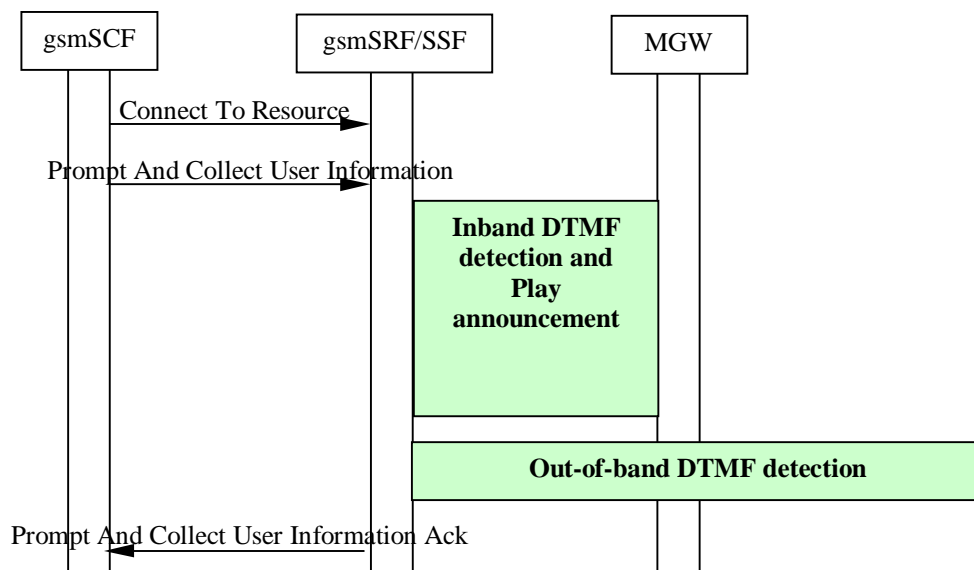 gsmSCF
gsmSRF/SSF
MGW
Connect To Resource
Prompt And Collect User Information
Inband DTMF
detection and
Play
announcement
Out-of-band DTMF detection
Prompt And Collect User Information Ack